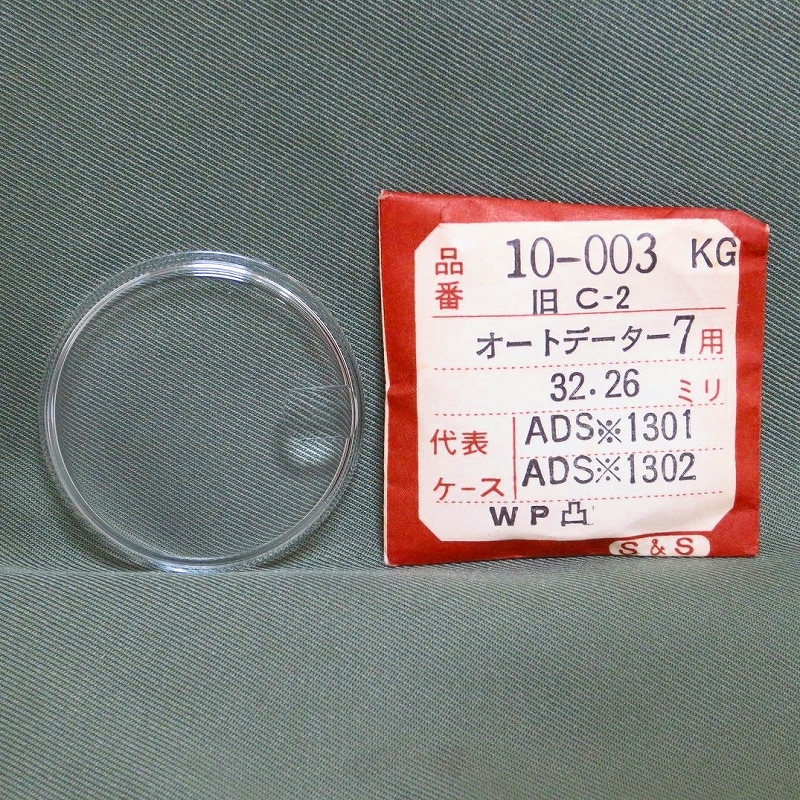 品番 10-003 KG
旧 C-2
オートデーター7用
32.26 ミリ
代表 ADS※1301
ケース ADS※1302
WP凸
S&S